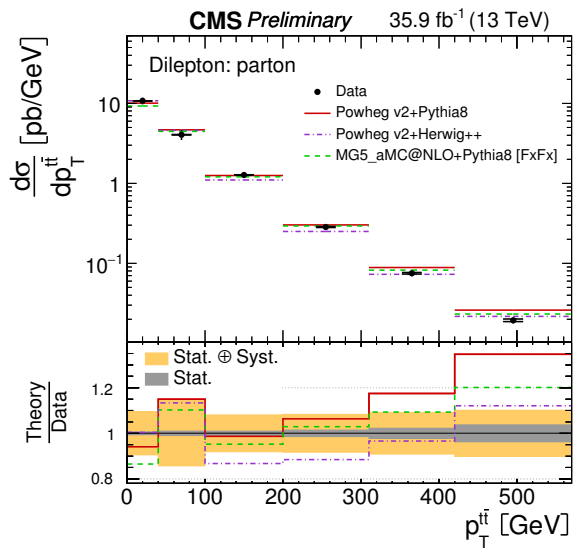 CMS Preliminary 35.9 fb⁻¹ (13 TeV)
Dilepton: parton
Data
Powheg v2+Pythia8
Powheg v2+Herwig++
MG5_aMC@NLO+Pythia8 [FxFx]
dσ/dp_T^{tt̄} [pb/GeV]
10
1
10⁻¹
Stat. ⊕ Syst.
Stat.
Theory
Data
1.2
1
0.8
0 100 200 300 400 500
p_T^{tt̄} [GeV]